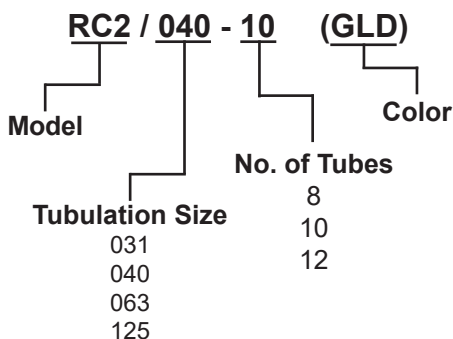 RC2 / 040 - 10 (GLD)
Model
Color
No. of Tubes
8
10
12
Tubulation Size
031
040
063
125